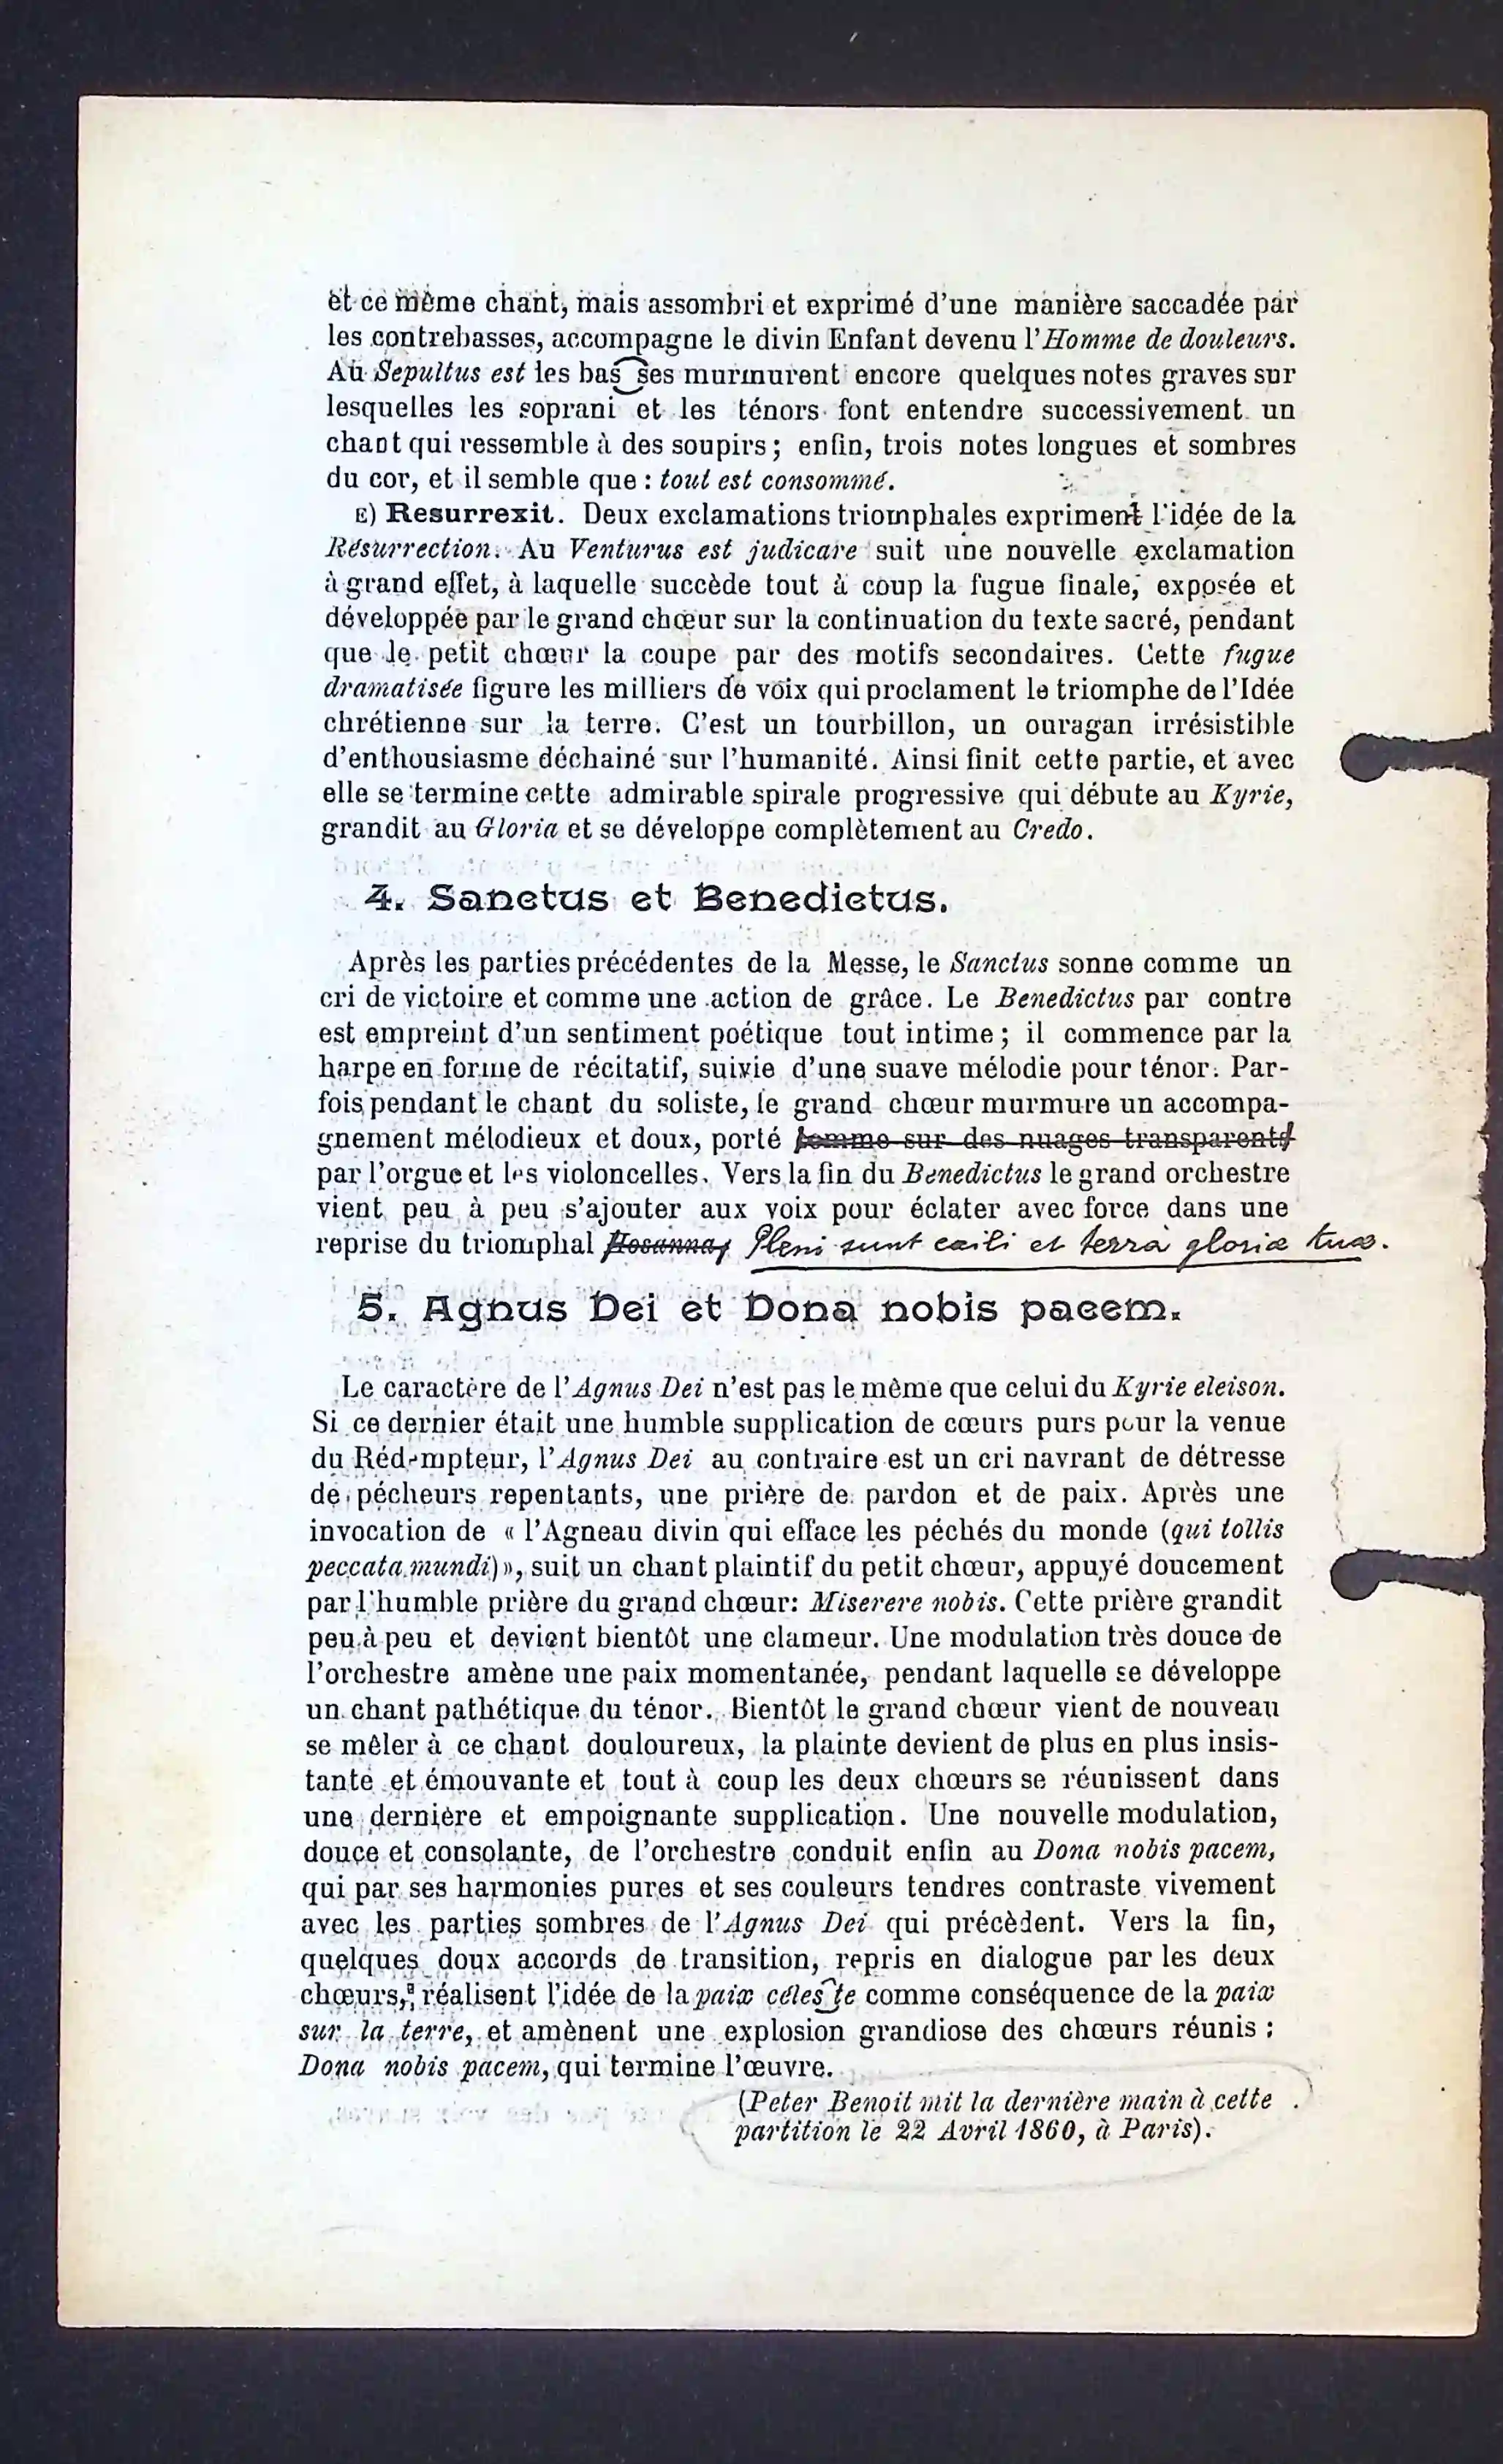 et ce même chant, mais assombri et exprimé d'une manière saccadée par
les contrebasses, accompagne le divin Enfant devenu l'Homme de douleurs.
Au Sepultus est les basses murmurent encore quelques notes graves sur
lesquelles les soprani et les ténors font entendre successivement un
chant qui ressemble à des soupirs ; enfin, trois notes longues et sombres
du cor, et il semble que : tout est consommé.
E) Resurrexit. Deux exclamations triomphales expriment l'idée de la
Résurrection. Au Venturus est judicare suit une nouvelle exclamation
à grand effet, à laquelle succède tout à coup la fugue finale, exposée et
développée par le grand chœur sur la continuation du texte sacré, pendant
que le petit chœur la coupe par des motifs secondaires. Cette fugue
dramatisée figure les milliers de voix qui proclament le triomphe de l'Idée
chrétienne sur la terre. C'est un tourbillon, un ouragan irrésistible
d'enthousiasme déchainé sur l'humanité. Ainsi finit cette partie, et avec
elle se termine cette admirable spirale progressive qui débute au Kyrie,
grandit au Gloria et se développe complètement au Credo.
4. Sanctus et Benedictus.
Après les parties précédentes de la Messe, le Sanctus sonne comme un
cri de victoire et comme une action de grâce. Le Benedictus par contre
est empreint d'un sentiment poétique tout intime ; il commence par la
harpe en forme de récitatif, suivie d'une suave mélodie pour ténor. Par-
fois pendant le chant du soliste, le grand chœur murmure un accompa-
gnement mélodieux et doux, porté comme sur des nuages transparents
par l'orgue et les violoncelles. Vers la fin du Benedictus le grand orchestre
vient peu à peu s'ajouter aux voix pour éclater avec force dans une
reprise du triomphal Hosanna, Pleni sunt cœli et terra gloria tuæ.
5. Agnus Dei et Dona nobis pacem.
Le caractère de l'Agnus Dei n'est pas le même que celui du Kyrie eleison.
Si ce dernier était une humble supplication de cœurs purs pour la venue
du Rédempteur, l'Agnus Dei au contraire est un cri navrant de détresse
de pécheurs repentants, une prière de pardon et de paix. Après une
invocation de « l'Agneau divin qui efface les péchés du monde (qui tollis
peccata mundi) », suit un chant plaintif du petit chœur, appuyé doucement
par l'humble prière du grand chœur: Miserere nobis. Cette prière grandit
peu à peu et devient bientôt une clameur. Une modulation très douce de
l'orchestre amène une paix momentanée, pendant laquelle se développe
un chant pathétique du ténor. Bientôt le grand chœur vient de nouveau
se mêler à ce chant douloureux, la plainte devient de plus en plus insis-
tante et émouvante et tout à coup les deux chœurs se réunissent dans
une dernière et empoignante supplication. Une nouvelle modulation,
douce et consolante, de l'orchestre conduit enfin au Dona nobis pacem,
qui par ses harmonies pures et ses couleurs tendres contraste vivement
avec les parties sombres de l'Agnus Dei qui précèdent. Vers la fin,
quelques doux accords de transition, repris en dialogue par les deux
chœurs, réalisent l'idée de la paix céleste comme conséquence de la paix
sur la terre, et amènent une explosion grandiose des chœurs réunis :
Dona nobis pacem, qui termine l'œuvre.
(Peter Benoit mit la dernière main à cette
partition le 22 Avril 1860, à Paris).